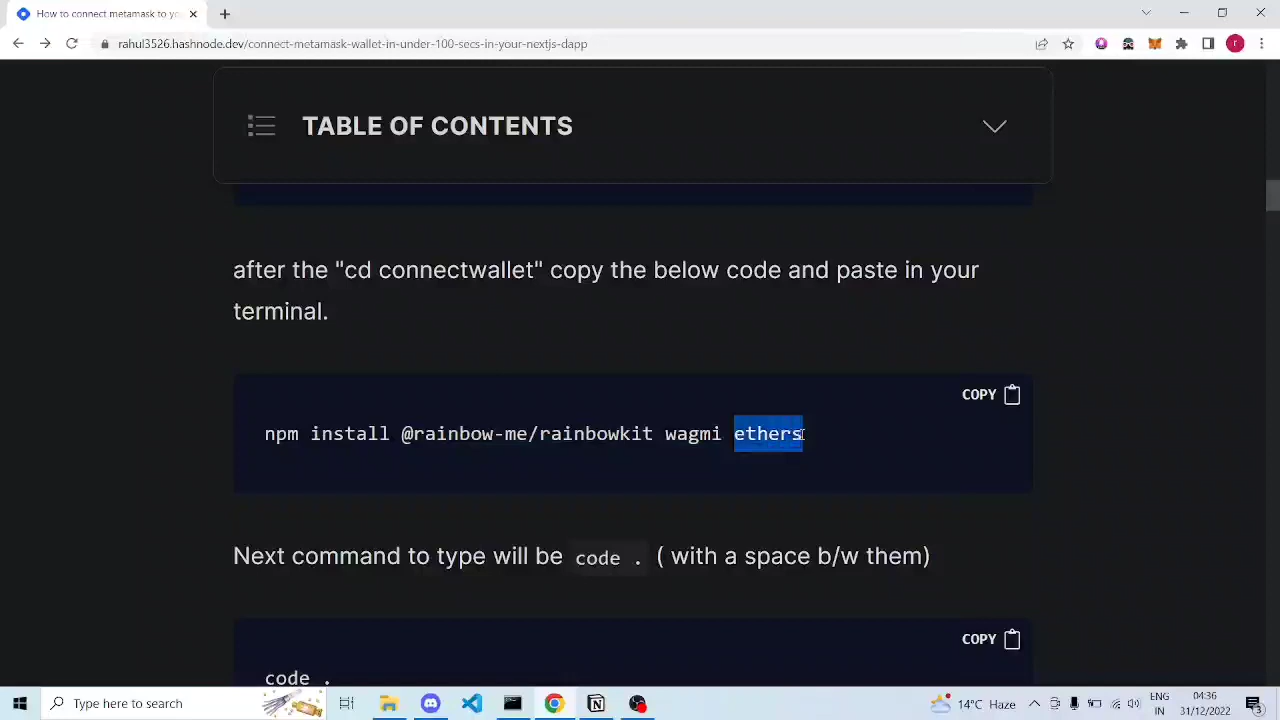 How to connect metamask to yo
rahul3526.hashnode.dev/connect-metamask-wallet-in-under-100secs-in-your-nextjs-dapp
TABLE OF CONTENTS
after the "cd connectwallet" copy the below code and paste in your
terminal.
COPY
npm install @rainbow-me/rainbowkit wagmi ethers
Next command to type will be code . ( with a space b/w them)
COPY
code .
Type here to search
14°C Haze
ENG
IN
04:36
31/12/2022
3